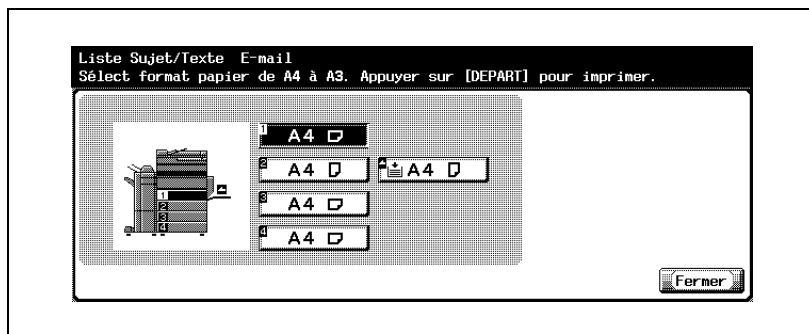 Liste Sujet/Texte E-mail
Sélect format papier de A4 à A3. Appuyer sur [DEPART] pour imprimer.
1 A4
2 A4 A4
3 A4
4 A4
1
2
3
4
Fermer